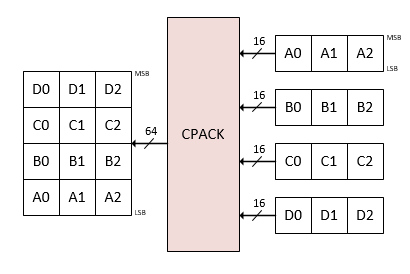 MSB
D0 D1 D2
C0 C1 C2
B0 B1 B2
A0 A1 A2
LSB
64
CPACK
16
A0 A1 A2
MSB
LSB
16
B0 B1 B2
16
C0 C1 C2
16
D0 D1 D2